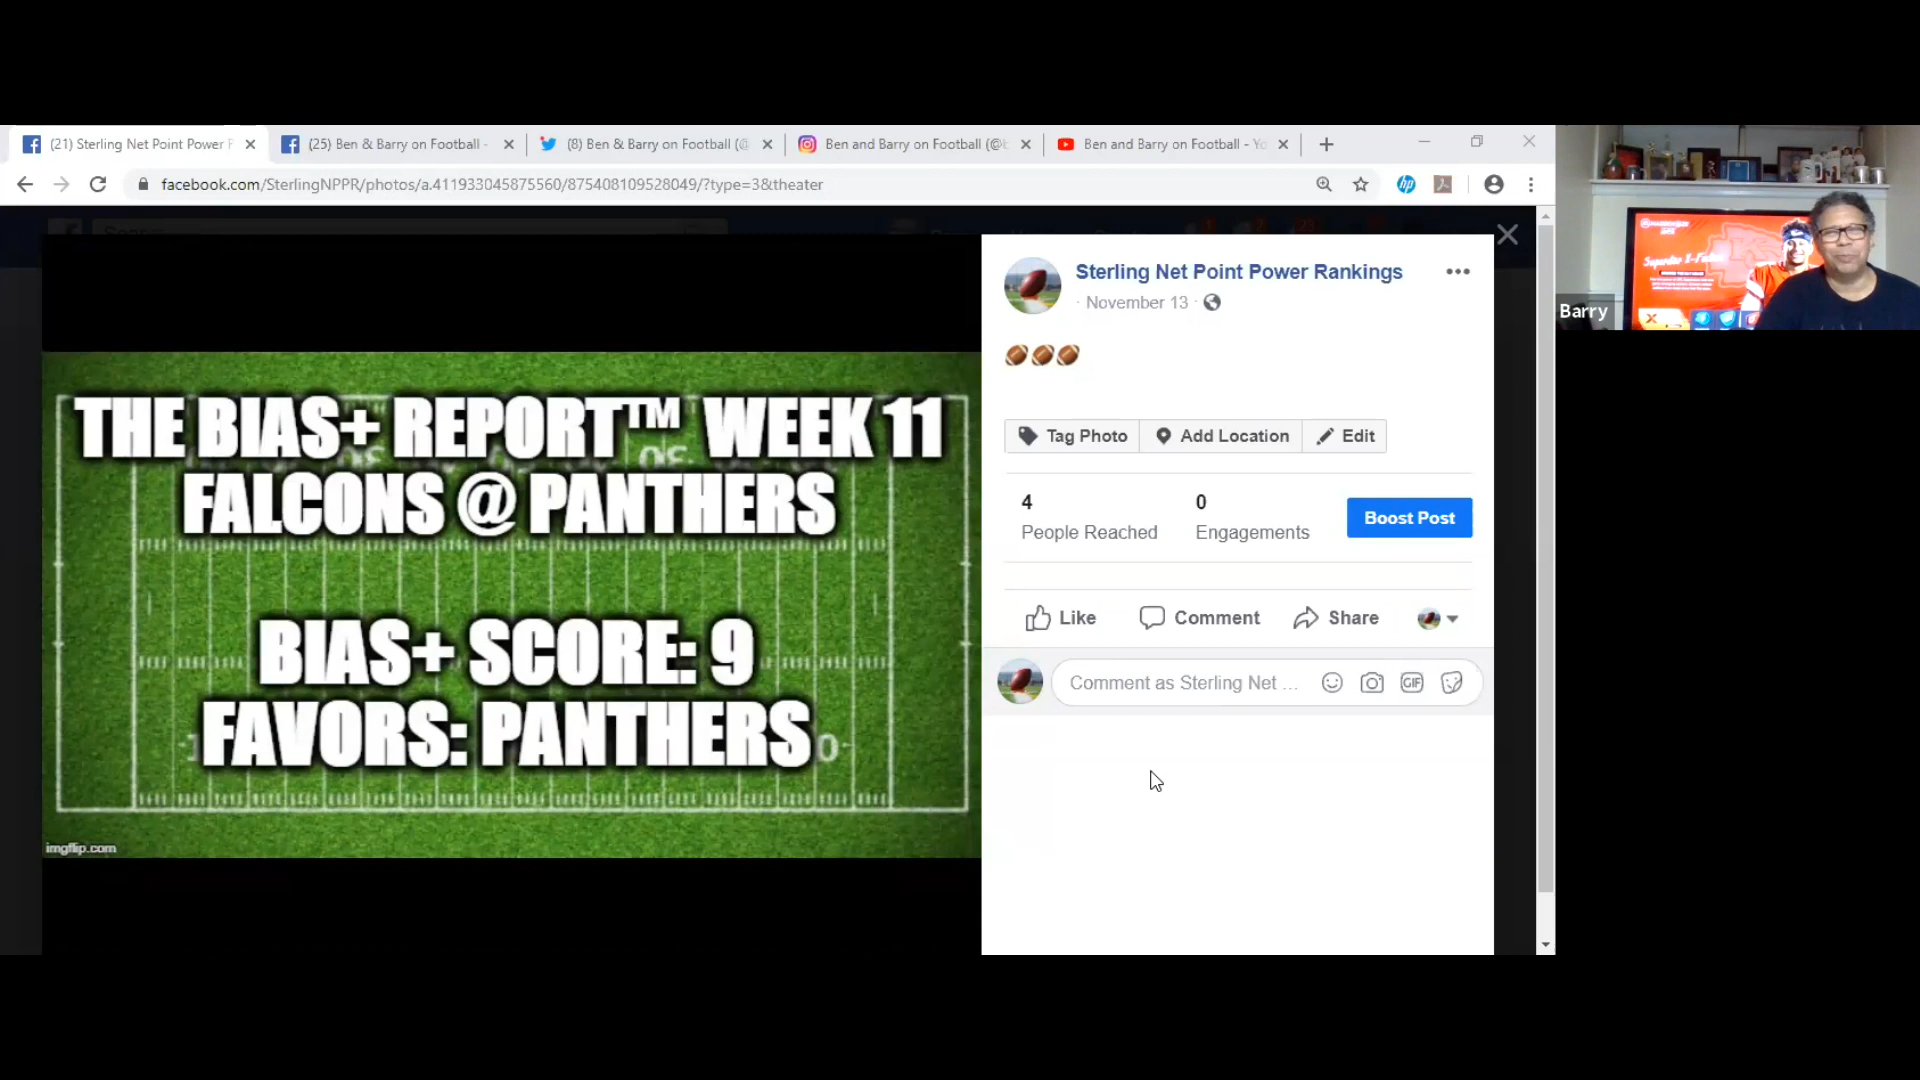 (21) Sterling Net Point Power
(25) Ben & Barry on Football -
(8) Ben & Barry on Football (@
Ben and Barry on Football (@b
Ben and Barry on Football - Yo
facebook.com/SterlingNPPR/photos/a.411933045875560/875408109528049/?type=3&theater
THE BIAS+ REPORT™ WEEK 11
FALCONS @ PANTHERS
BIAS+ SCORE: 9
FAVORS: PANTHERS
imgflip.com
Sterling Net Point Power Rankings
· November 13 ·
Tag Photo
Add Location
Edit
4
People Reached
0
Engagements
Boost Post
Like
Comment
Share
Comment as Sterling Net ...
GIF
Barry
hp